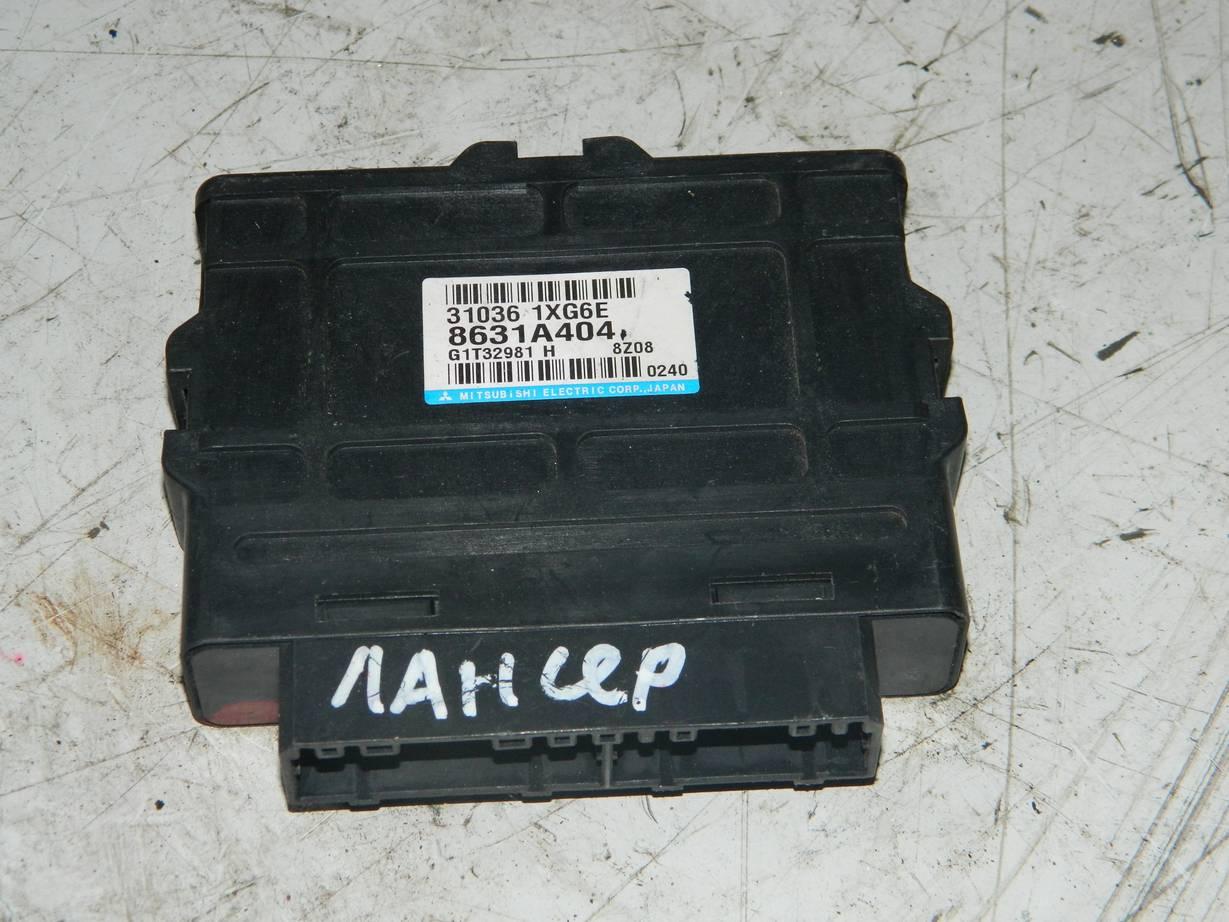 31036 1XG6E
8631A404
G1T32981 H 8Z08
0240
MITSUBISHI ELECTRIC CORP., JAPAN
ЛАНСЕР